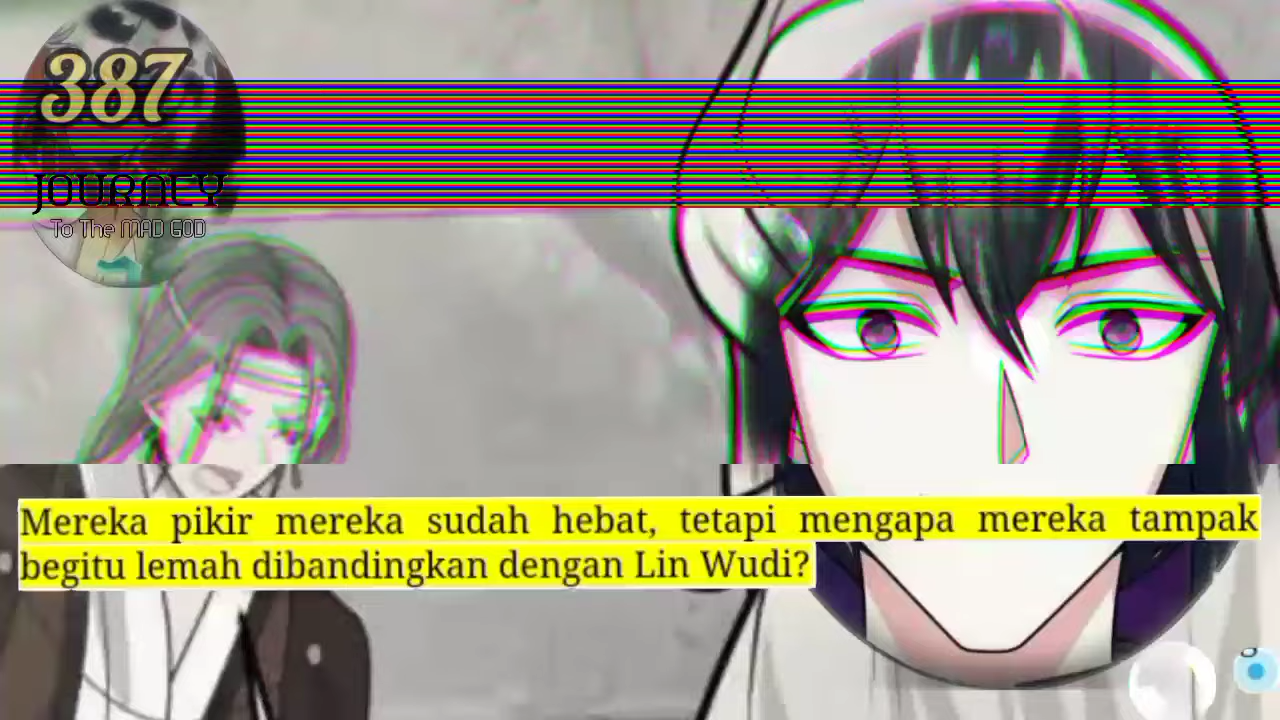 387
JOURNEY
To The MAD GOD
Mereka pikir mereka sudah hebat, tetapi mengapa mereka tampak
begitu lemah dibandingkan dengan Lin Wudi?